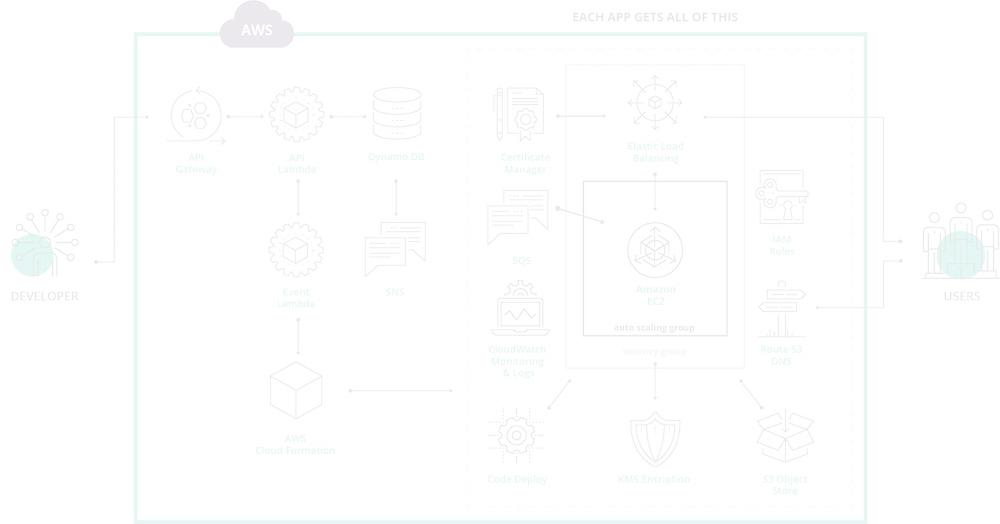 EACH APP GETS ALL OF THIS
AWS
API
Gateway
API
Lambda
Dynamo DB
Certificate
Manager
Elastic Load
Balancing
SQS
IAM
Roles
DEVELOPER
Event
Lambda
SNS
Amazon
EC2
USERS
auto scaling group
security group
CloudWatch
Monitoring
& Logs
Route 53
DNS
AWS
Cloud Formation
Code Deploy
KMS Encription
S3 Object
Store